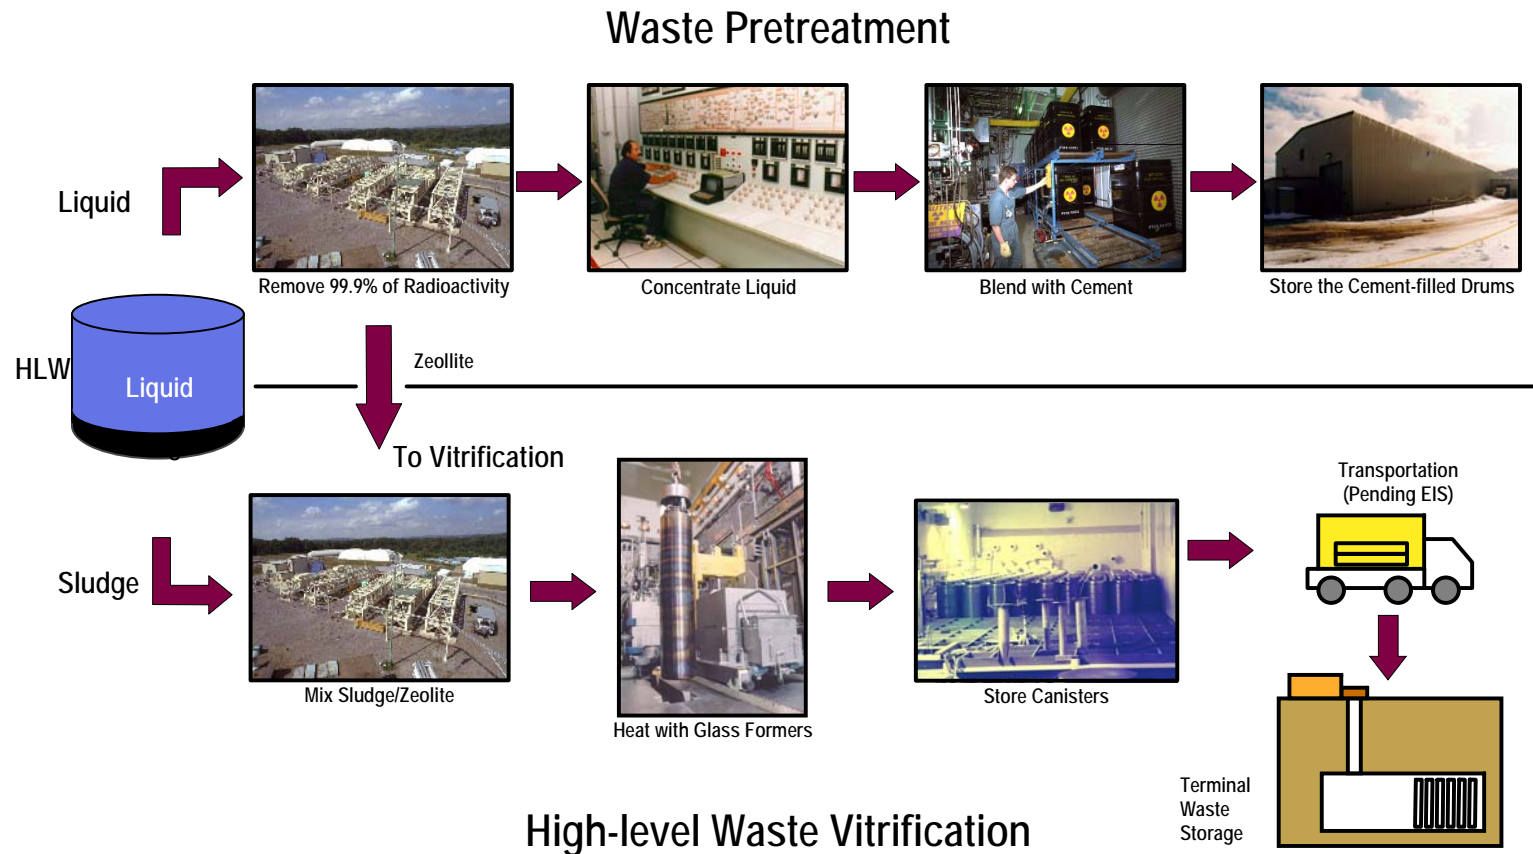 Waste Pretreatment
Liquid
Remove 99.9% of Radioactivity
Concentrate Liquid
Blend with Cement
Store the Cement-filled Drums
HLW
Liquid
Zeollite
To Vitrification
Sludge
Mix Sludge/Zeolite
Heat with Glass Formers
Store Canisters
Transportation
(Pending EIS)
Terminal
Waste
Storage
High-level Waste Vitrification